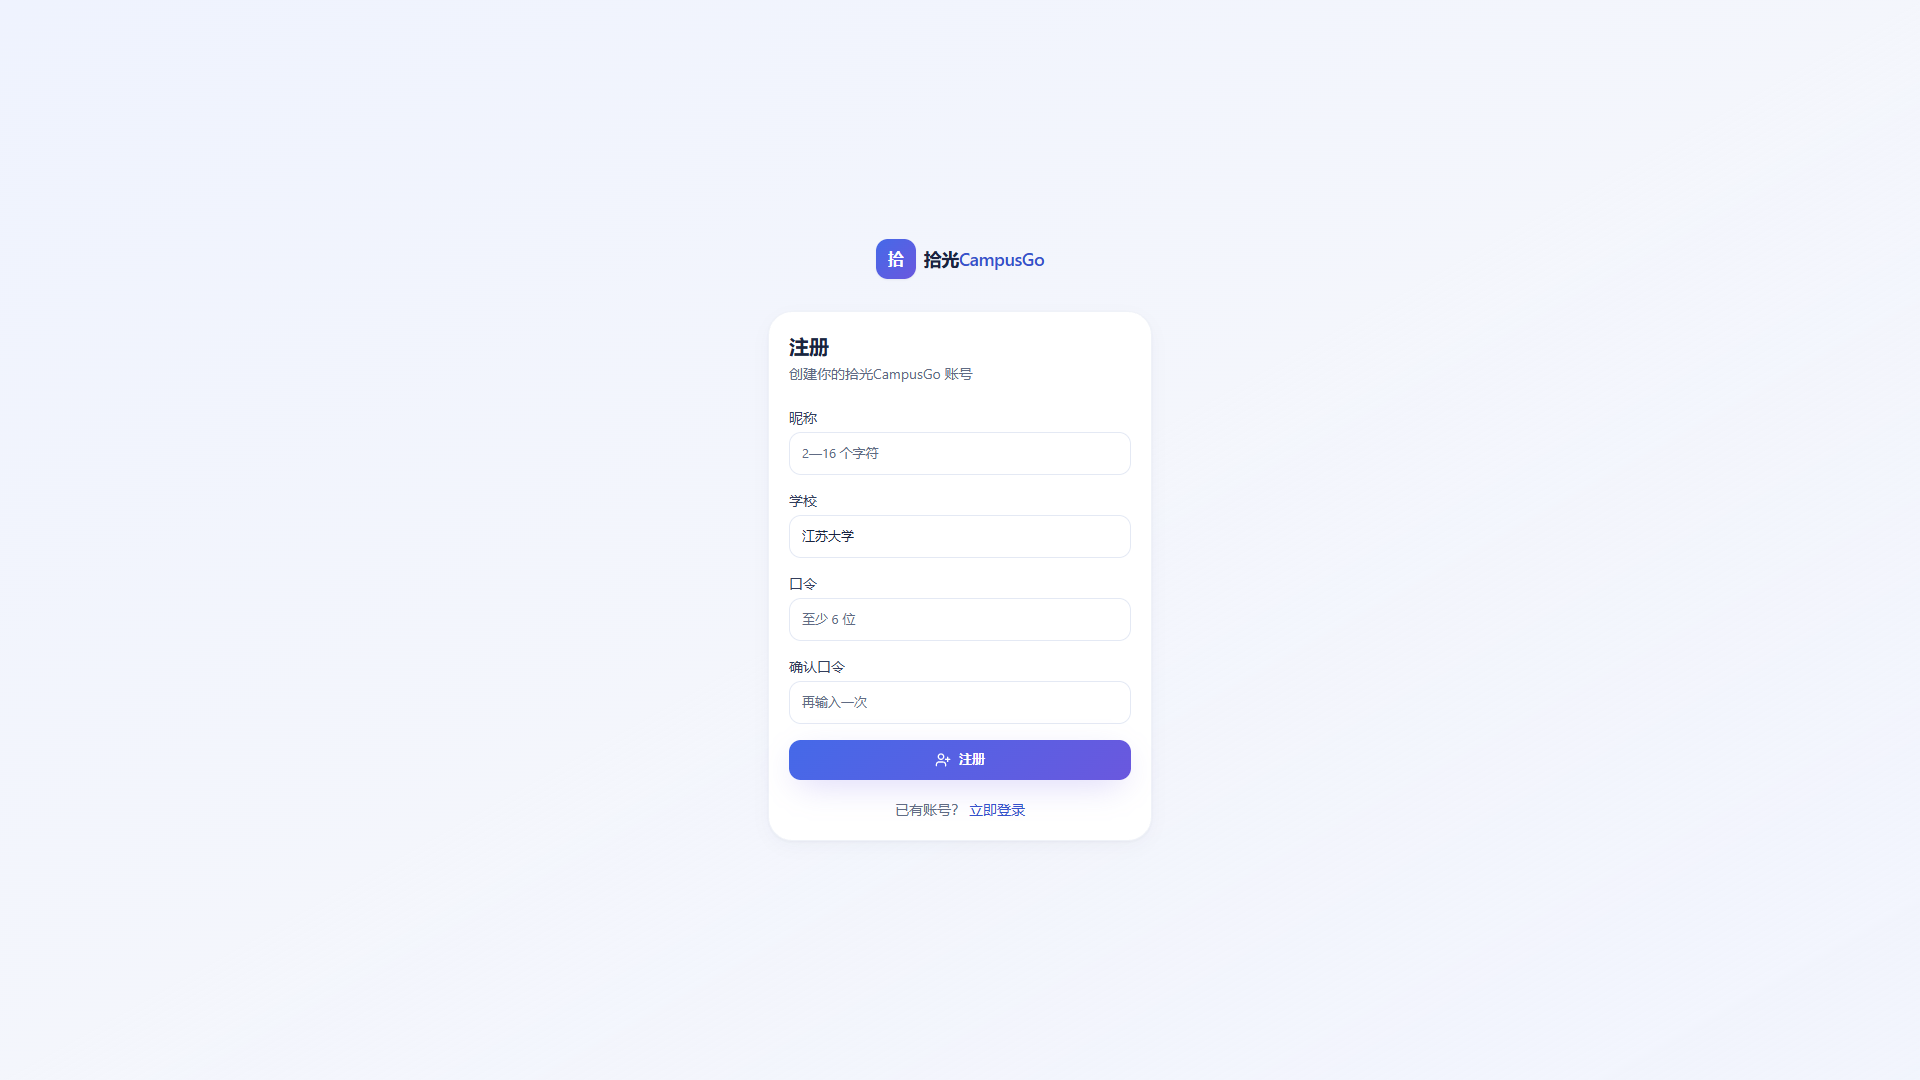 拾 拾光CampusGo
注册
创建你的拾光CampusGo 账号
昵称
2—16 个字符
学校
江苏大学
口令
至少 6 位
确认口令
再输入一次
注册
已有账号? 立即登录